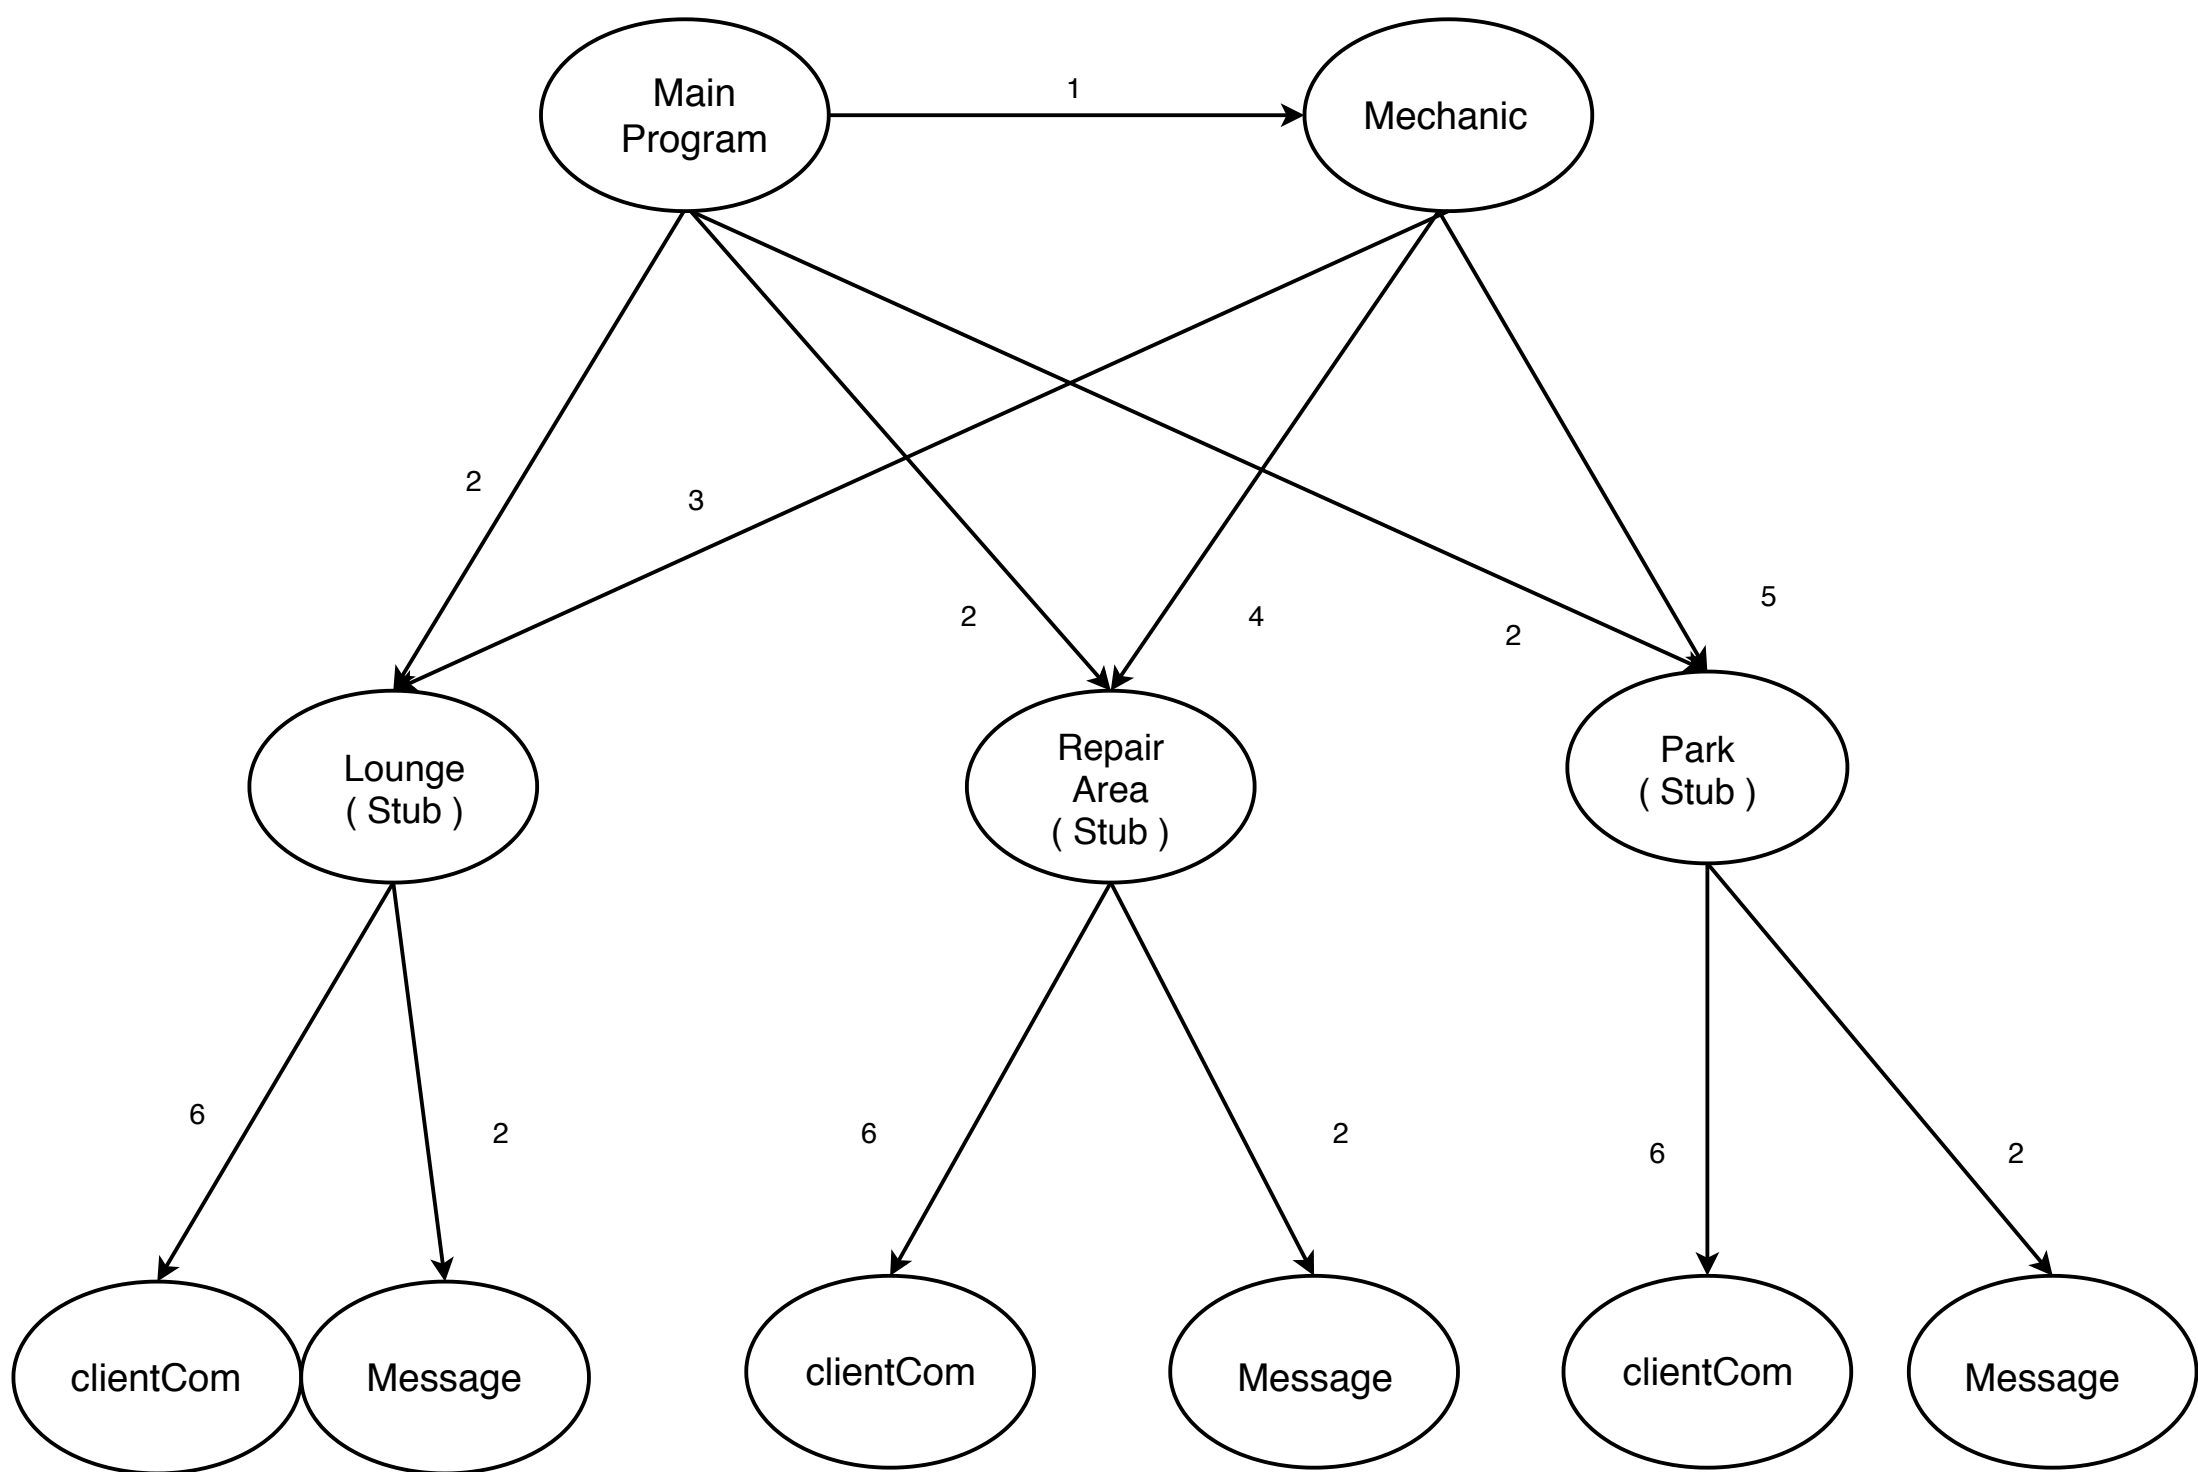 Main
Program
1
Mechanic
2
3
2
4
2
5
Lounge
( Stub )
Repair
Area
( Stub )
Park
( Stub )
6
2
6
2
6
2
clientCom
Message
clientCom
Message
clientCom
Message